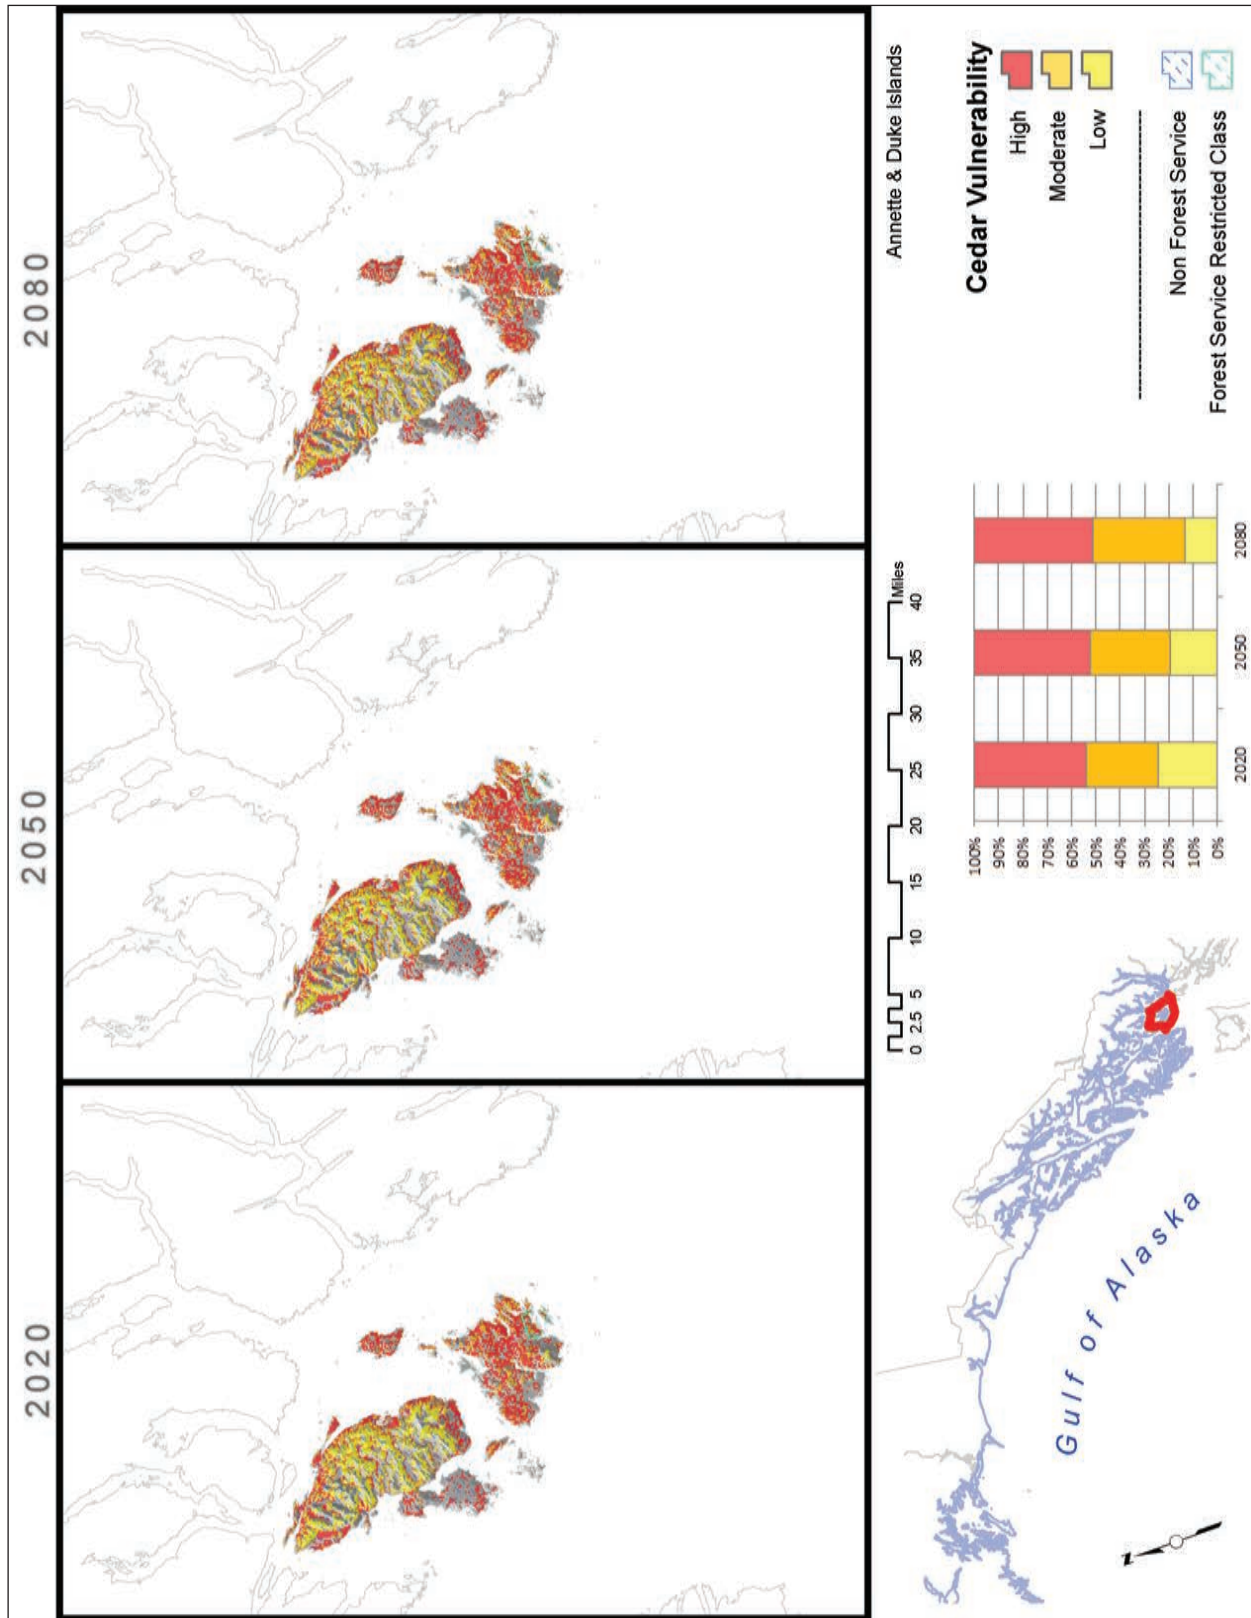 2020
2050
2080
0 2.5 5 10 15 20 25 30 35 40
Miles
Annette & Duke Islands
Gulf of Alaska
N
100%
90%
80%
70%
60%
50%
40%
30%
20%
10%
0%
2020 2050 2080
Cedar Vulnerability
High
Moderate
Low
Non Forest Service
Forest Service Restricted Class